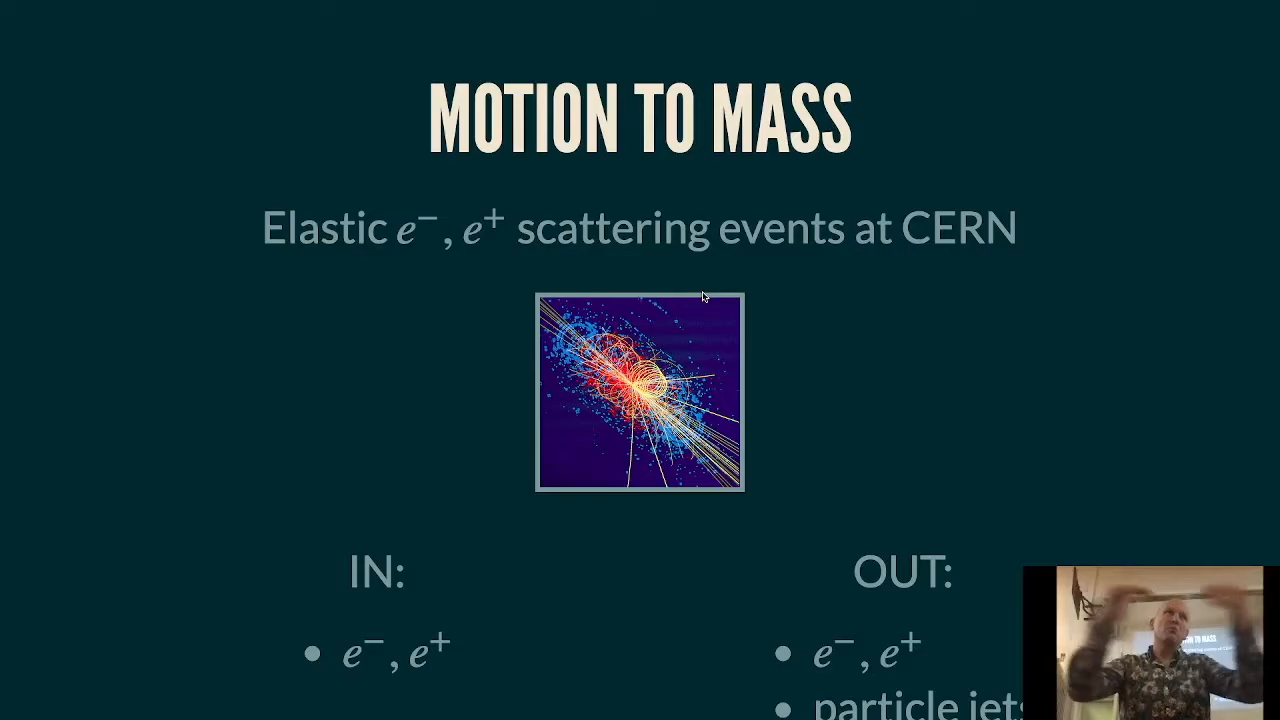 MOTION TO MASS
Elastic e⁻, e⁺ scattering events at CERN
IN:
OUT:
• e⁻, e⁺
• e⁻, e⁺
• particle jets